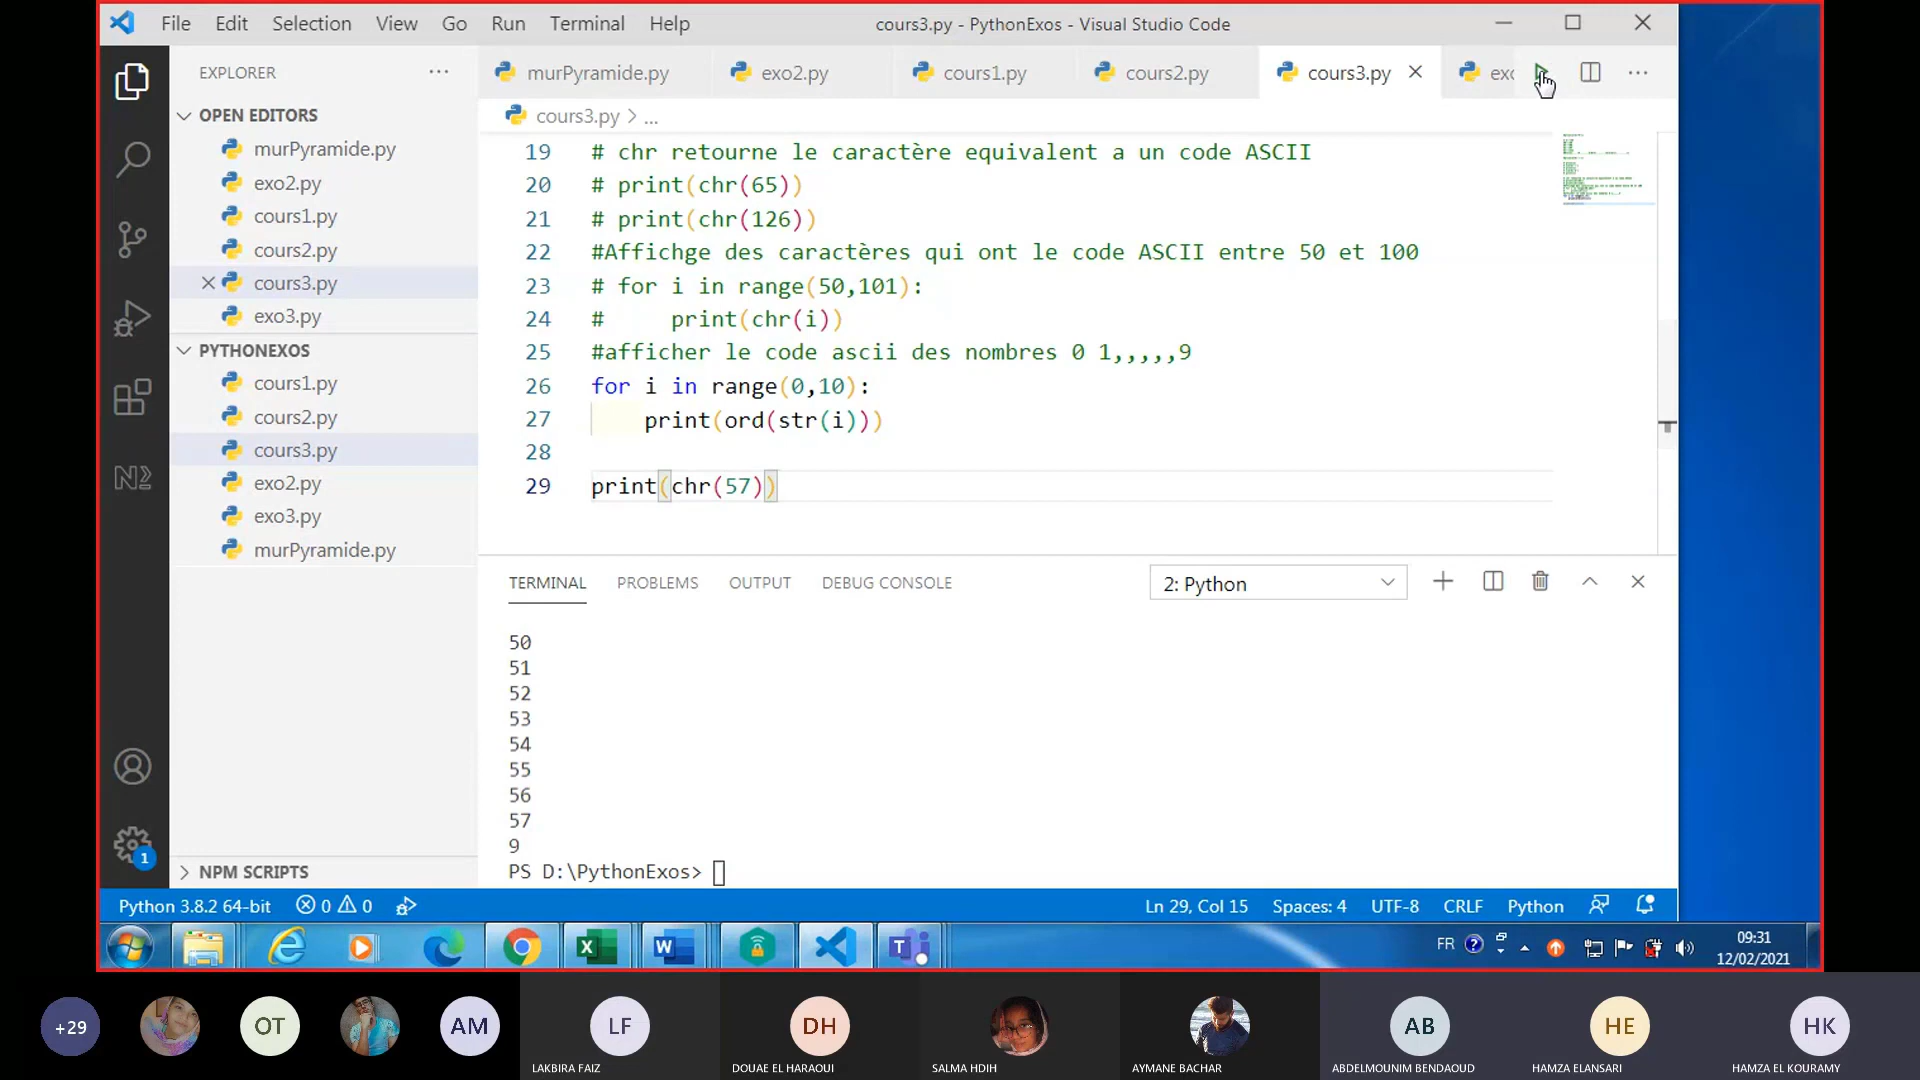 File Edit Selection View Go Run Terminal Help
cours3.py - PythonExos - Visual Studio Code
EXPLORER
murPyramide.py
exo2.py
cours1.py
cours2.py
cours3.py
exo
OPEN EDITORS
murPyramide.py
exo2.py
cours1.py
cours2.py
cours3.py
exo3.py
PYTHONEXOS
cours1.py
cours2.py
cours3.py
exo2.py
exo3.py
murPyramide.py
NPM SCRIPTS
cours3.py > ...
19 # chr retourne le caractère equivalent a un code ASCII
20 # print(chr(65))
21 # print(chr(126))
22 #Affichge des caractères qui ont le code ASCII entre 50 et 100
23 # for i in range(50,101):
24 #     print(chr(i))
25 #afficher le code ascii des nombres 0 1,,,,,9
26 for i in range(0,10):
27     print(ord(str(i)))
28
29 print(chr(57))
TERMINAL PROBLEMS OUTPUT DEBUG CONSOLE
2: Python
50
51
52
53
54
55
56
57
9
PS D:\PythonExos>
1
Python 3.8.2 64-bit
0 0
Ln 29, Col 15 Spaces: 4 UTF-8 CRLF Python
FR
09:31
12/02/2021
+29
OT
AM
LF
DH
AB
HE
HK
LAKBIRA FAIZ
DOUAE EL HARAOUI
SALMA HDIH
AYMANE BACHAR
ABDELMOUNIM BENDAOUD
HAMZA ELANSARI
HAMZA EL KOURAMY